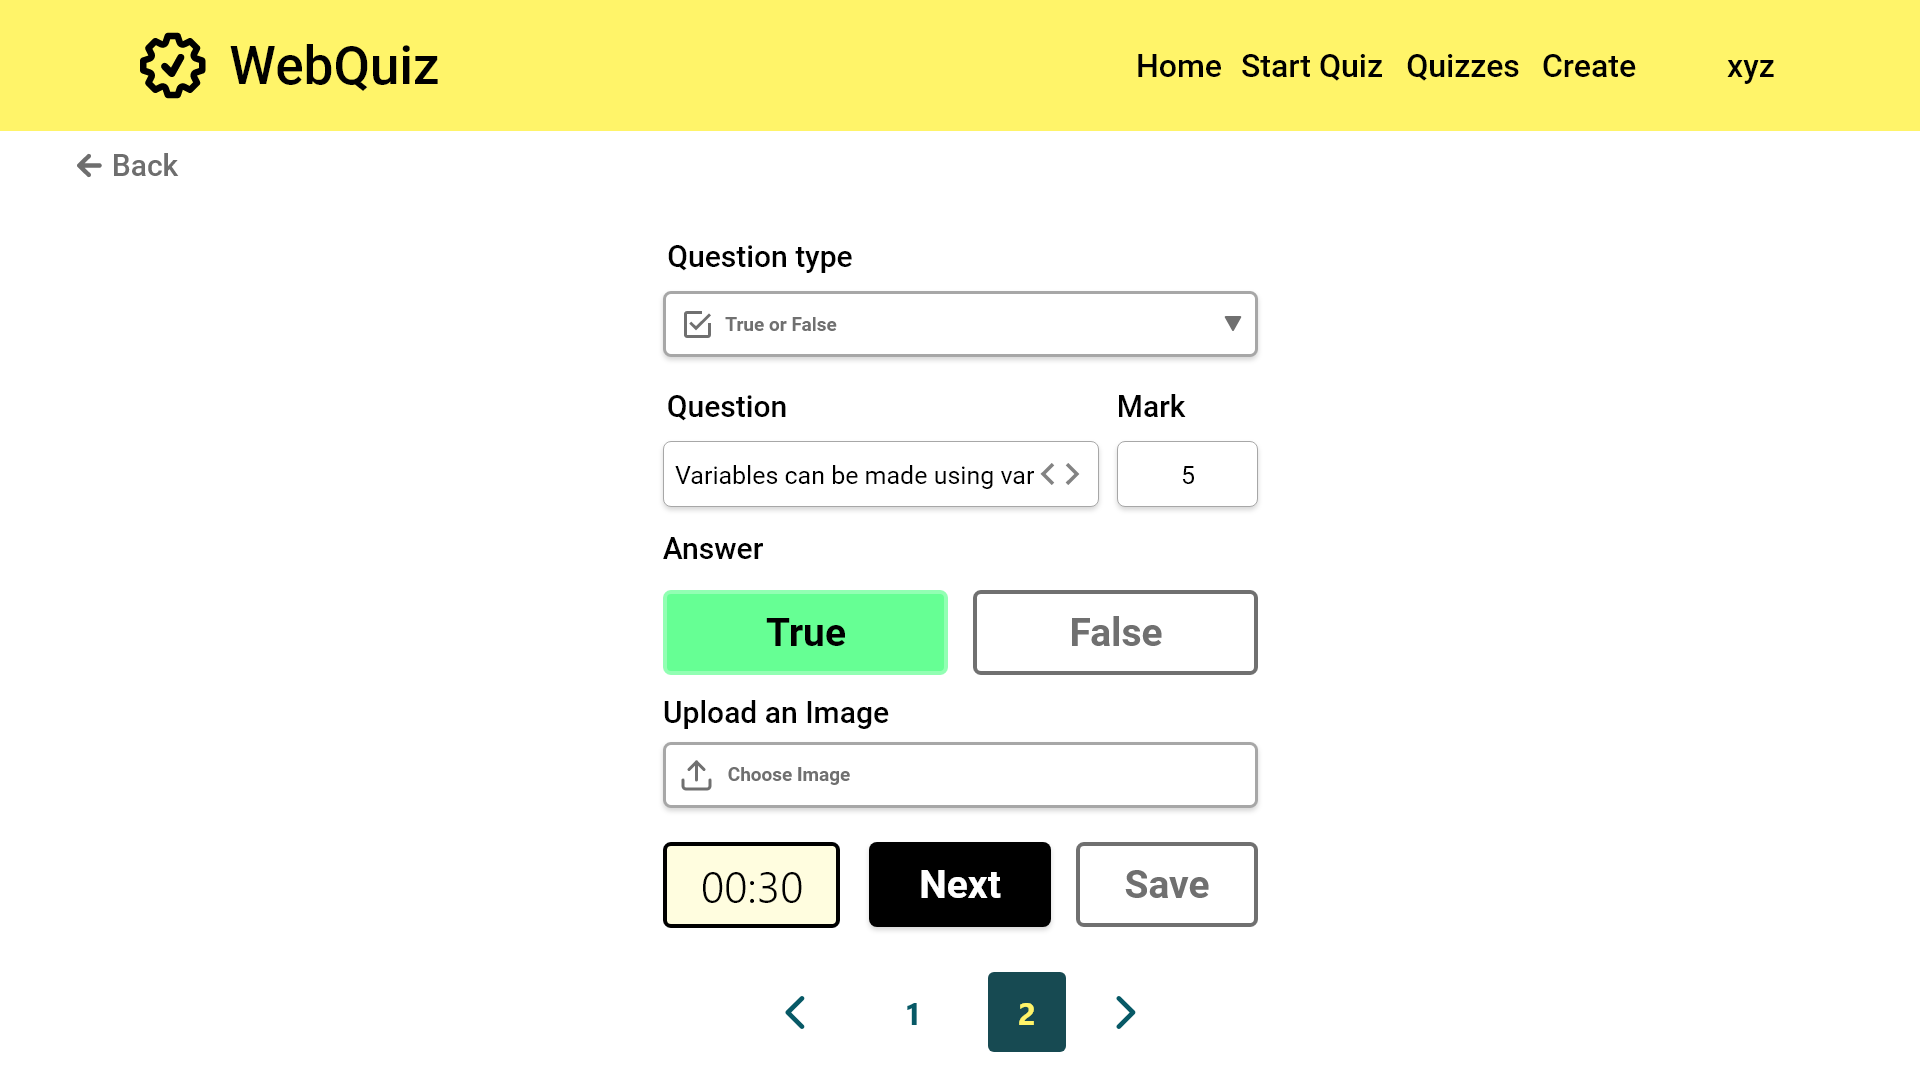 WebQuiz
Home Start Quiz Quizzes Create xyz
Back
Question type
True or False
Question Mark
Variables can be made using var 5
Answer
True False
Upload an Image
Choose Image
00:30 Next Save
1 2